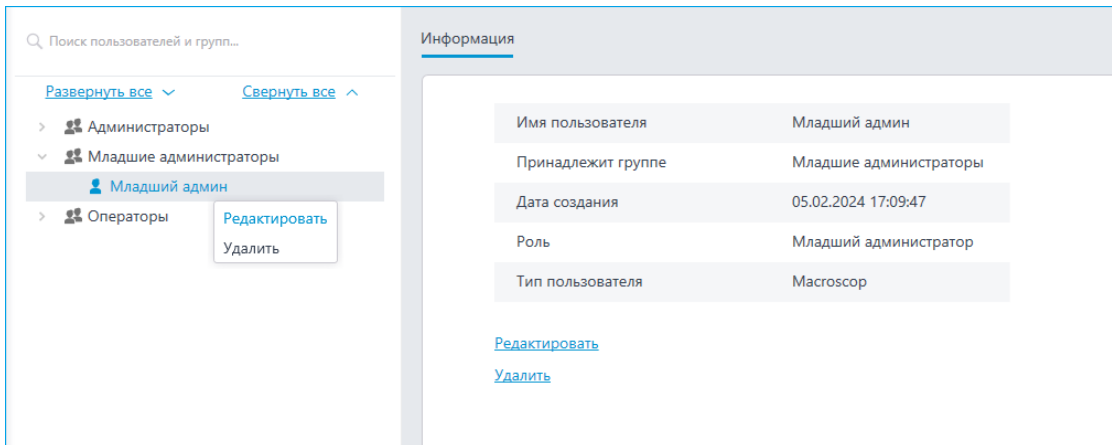 Поиск пользователей и групп...
Развернуть все Свернуть все
Администраторы
Младшие администраторы
Младший админ
Операторы
Редактировать
Удалить
Информация
Имя пользователя Младший админ
Принадлежит группе Младшие администраторы
Дата создания 05.02.2024 17:09:47
Роль Младший администратор
Тип пользователя Macroscop
Редактировать
Удалить